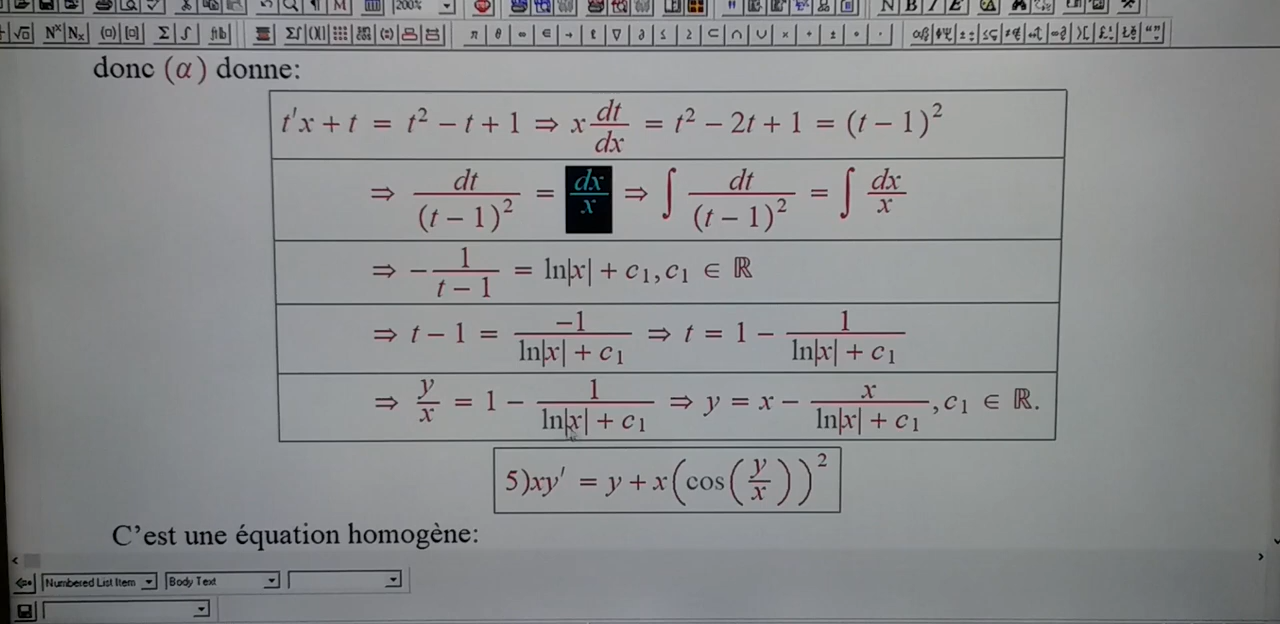 200%
donc (α) donne:
t'x + t = t² − t + 1 ⇒ x dt/dx = t² − 2t + 1 = (t − 1)²
⇒ dt/(t − 1)² = dx/x ⇒ ∫ dt/(t − 1)² = ∫ dx/x
⇒ − 1/(t − 1) = ln|x| + c₁, c₁ ∈ ℝ
⇒ t − 1 = −1/(ln|x| + c₁) ⇒ t = 1 − 1/(ln|x| + c₁)
⇒ y/x = 1 − 1/(ln|x| + c₁) ⇒ y = x − x/(ln|x| + c₁), c₁ ∈ ℝ.
5)xy' = y + x(cos(y/x))²
C’est une équation homogène:
Numbered List Item Body Text